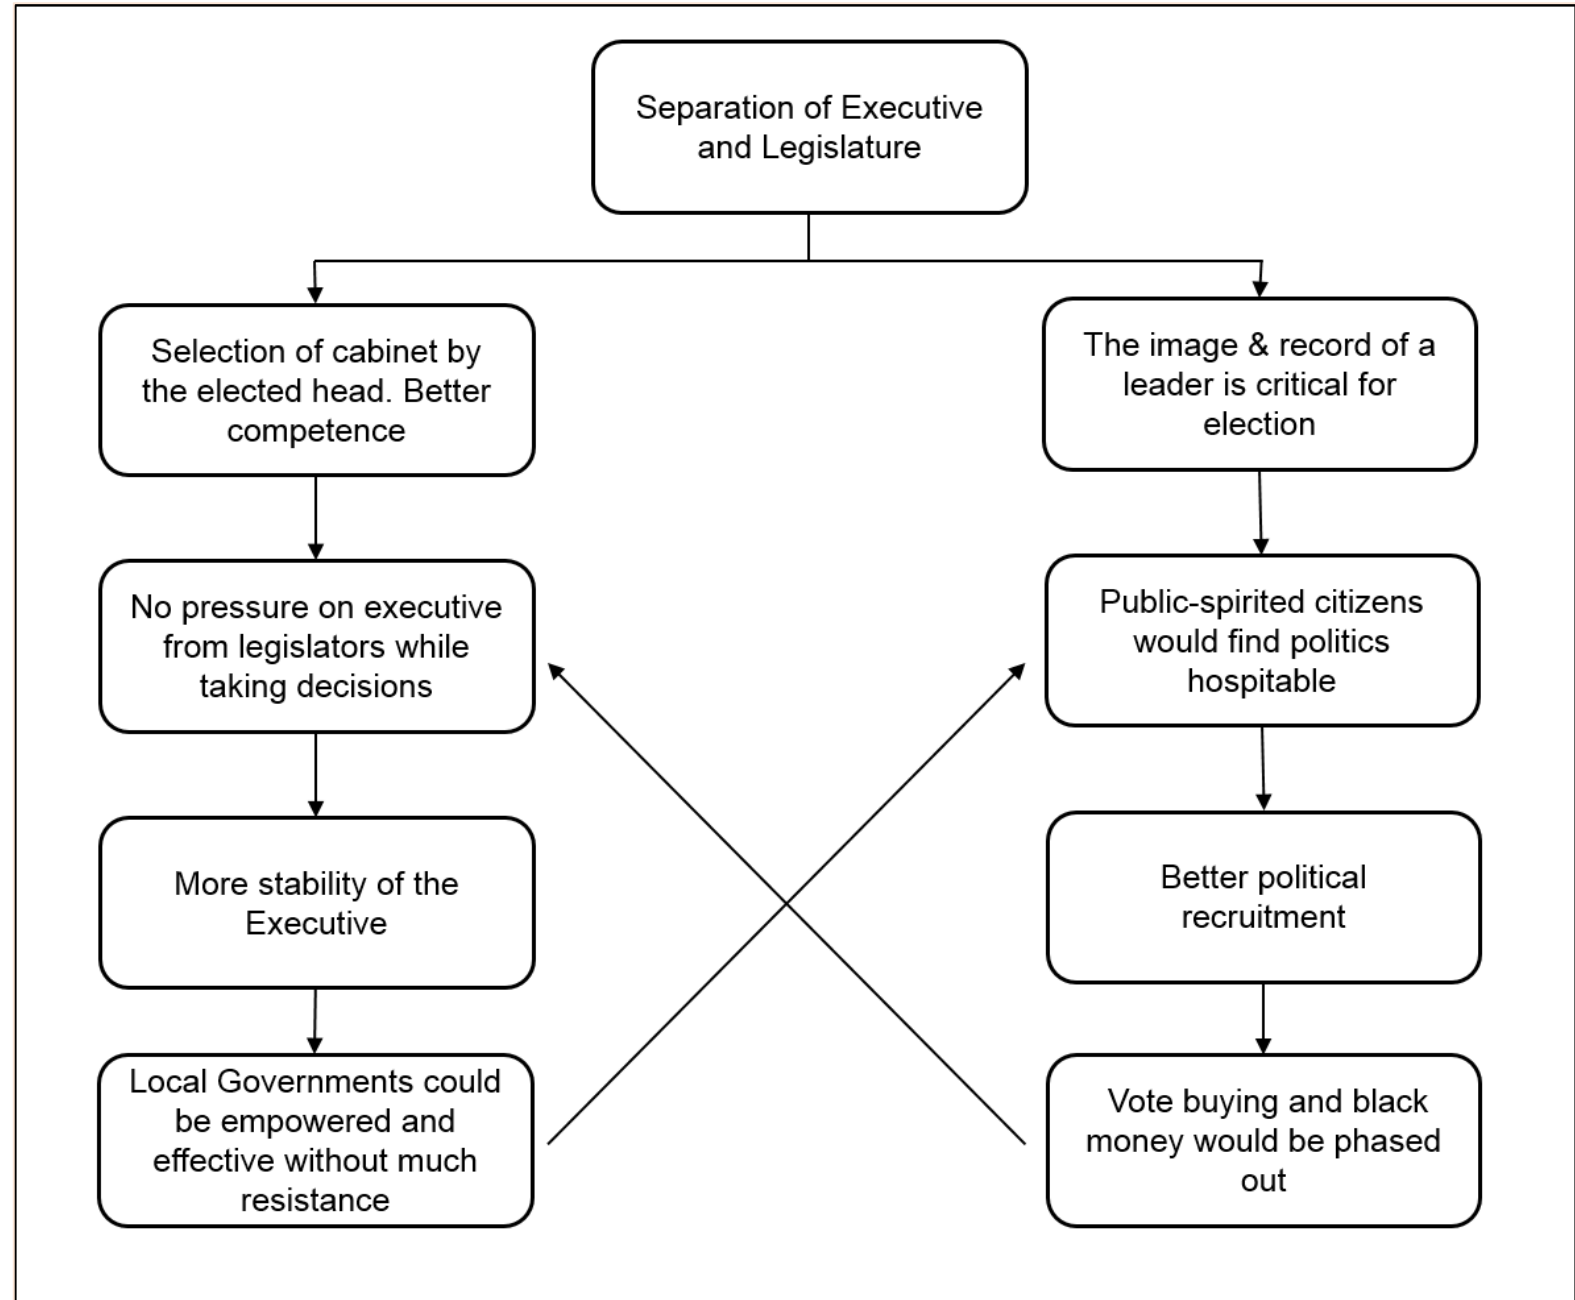 Separation of Executive
and Legislature
Selection of cabinet by
the elected head. Better
competence
The image & record of a
leader is critical for
election
No pressure on executive
from legislators while
taking decisions
Public-spirited citizens
would find politics
hospitable
More stability of the
Executive
Better political
recruitment
Local Governments could
be empowered and
effective without much
resistance
Vote buying and black
money would be phased
out